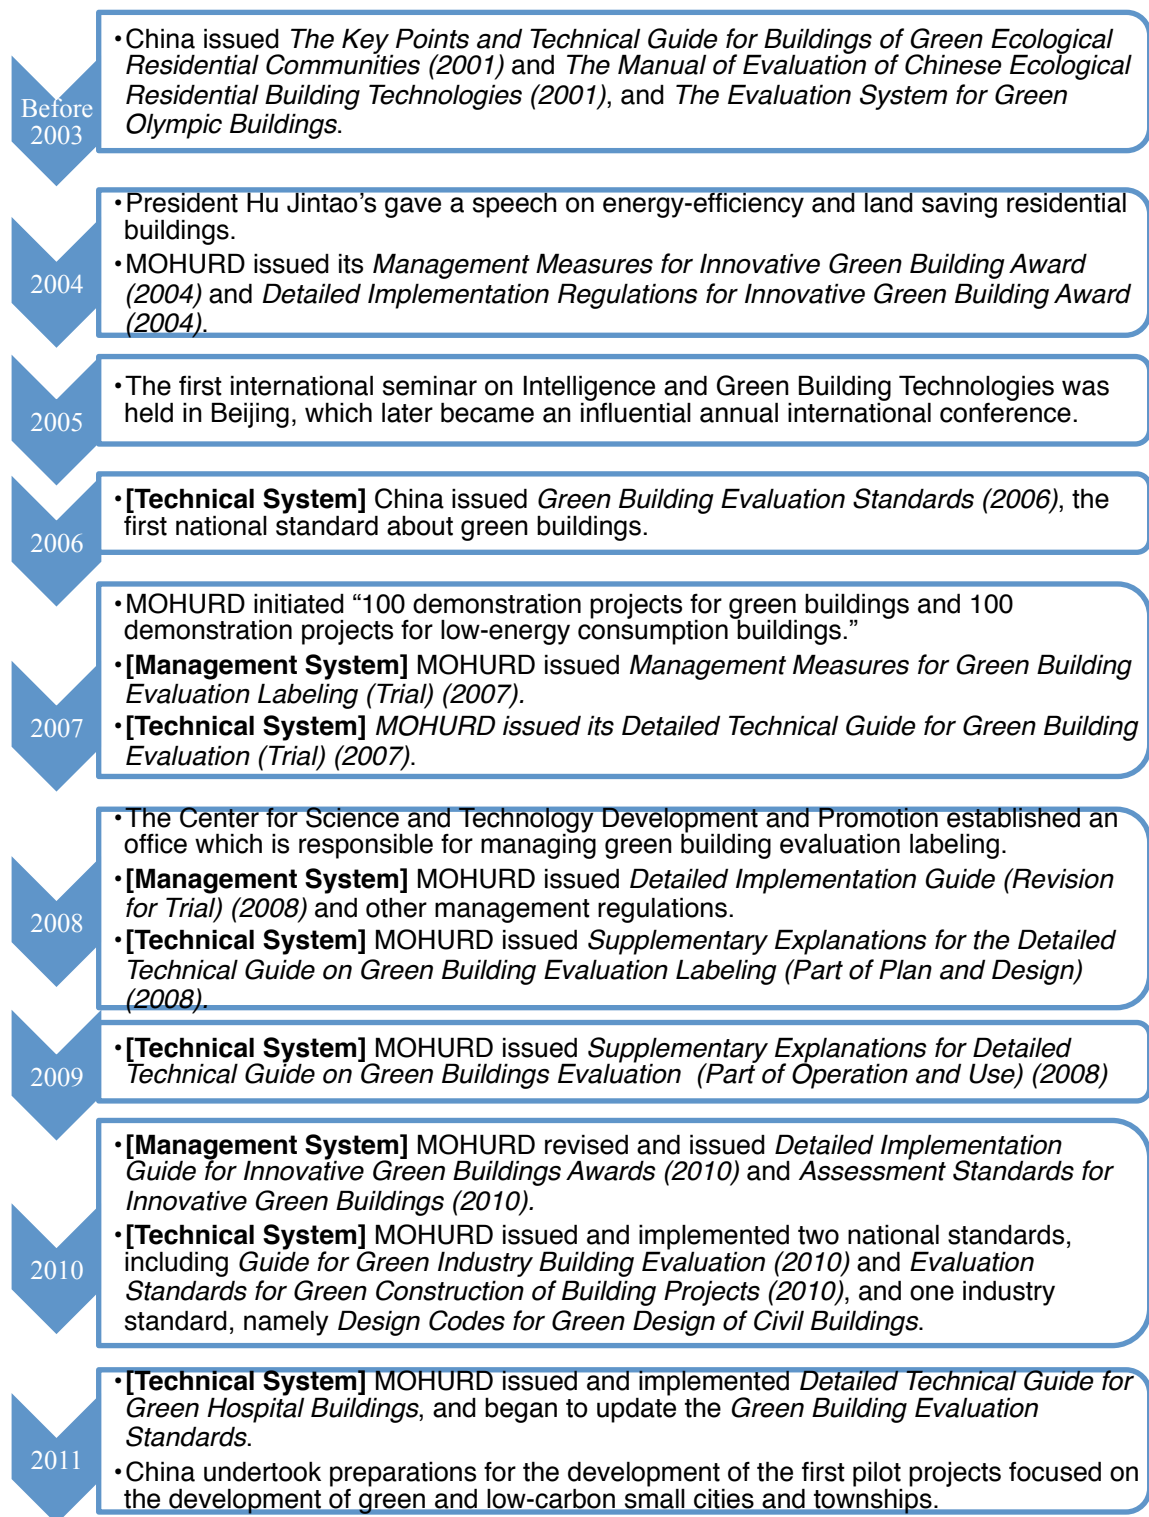 Before
2003
•China issued The Key Points and Technical Guide for Buildings of Green Ecological
Residential Communities (2001) and The Manual of Evaluation of Chinese Ecological
Residential Building Technologies (2001), and The Evaluation System for Green
Olympic Buildings.
2004
•President Hu Jintao’s gave a speech on energy-efficiency and land saving residential
buildings.
•MOHURD issued its Management Measures for Innovative Green Building Award
(2004) and Detailed Implementation Regulations for Innovative Green Building Award
(2004).
2005
•The first international seminar on Intelligence and Green Building Technologies was
held in Beijing, which later became an influential annual international conference.
2006
•[Technical System] China issued Green Building Evaluation Standards (2006), the
first national standard about green buildings.
2007
•MOHURD initiated “100 demonstration projects for green buildings and 100
demonstration projects for low-energy consumption buildings.”
•[Management System] MOHURD issued Management Measures for Green Building
Evaluation Labeling (Trial) (2007).
•[Technical System] MOHURD issued its Detailed Technical Guide for Green Building
Evaluation (Trial) (2007).
2008
•The Center for Science and Technology Development and Promotion established an
office which is responsible for managing green building evaluation labeling.
•[Management System] MOHURD issued Detailed Implementation Guide (Revision
for Trial) (2008) and other management regulations.
•[Technical System] MOHURD issued Supplementary Explanations for the Detailed
Technical Guide on Green Building Evaluation Labeling (Part of Plan and Design)
(2008).
2009
•[Technical System] MOHURD issued Supplementary Explanations for Detailed
Technical Guide on Green Buildings Evaluation (Part of Operation and Use) (2008)
2010
•[Management System] MOHURD revised and issued Detailed Implementation
Guide for Innovative Green Buildings Awards (2010) and Assessment Standards for
Innovative Green Buildings (2010).
•[Technical System] MOHURD issued and implemented two national standards,
including Guide for Green Industry Building Evaluation (2010) and Evaluation
Standards for Green Construction of Building Projects (2010), and one industry
standard, namely Design Codes for Green Design of Civil Buildings.
2011
•[Technical System] MOHURD issued and implemented Detailed Technical Guide for
Green Hospital Buildings, and began to update the Green Building Evaluation
Standards.
•China undertook preparations for the development of the first pilot projects focused on
the development of green and low-carbon small cities and townships.